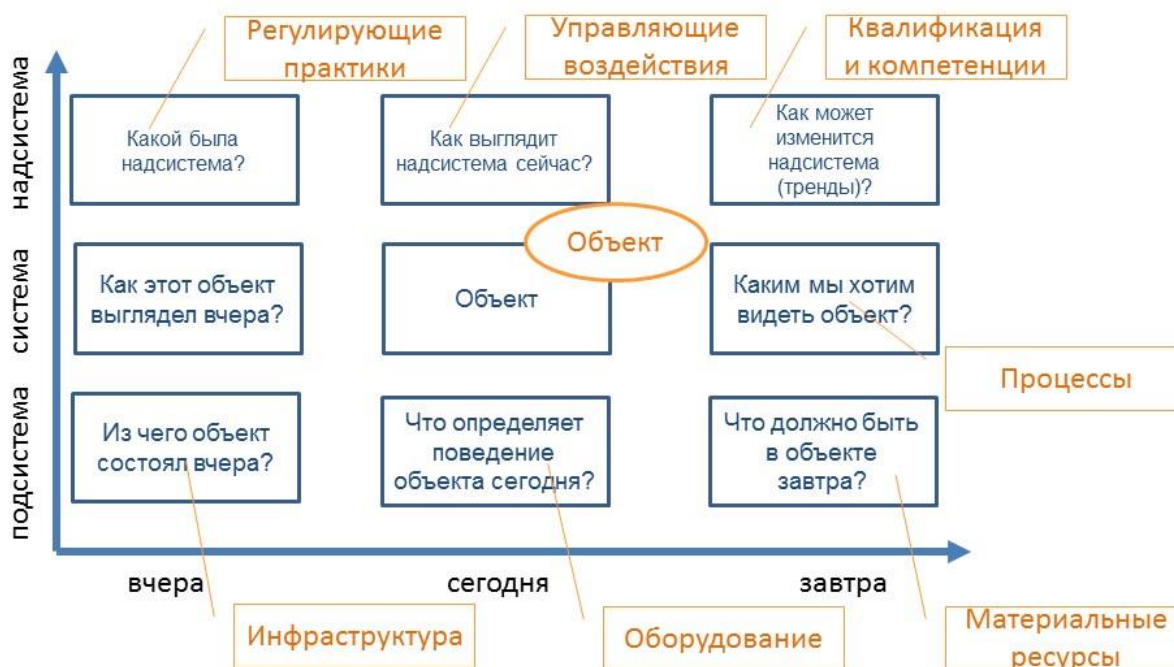 Регулирующие
практики
Управляющие
воздействия
Квалификация
и компетенции
надсистема
Какой была
надсистема?
Как выглядит
надсистема сейчас?
Как может
изменится
надсистема
(тренды)?
Объект
система
Как этот объект
выглядел вчера?
Объект
Каким мы хотим
видеть объект?
Процессы
подсистема
Из чего объект
состоял вчера?
Что определяет
поведение
объекта сегодня?
Что должно быть
в объекте
завтра?
вчера
сегодня
завтра
Инфраструктура
Оборудование
Материальные
ресурсы